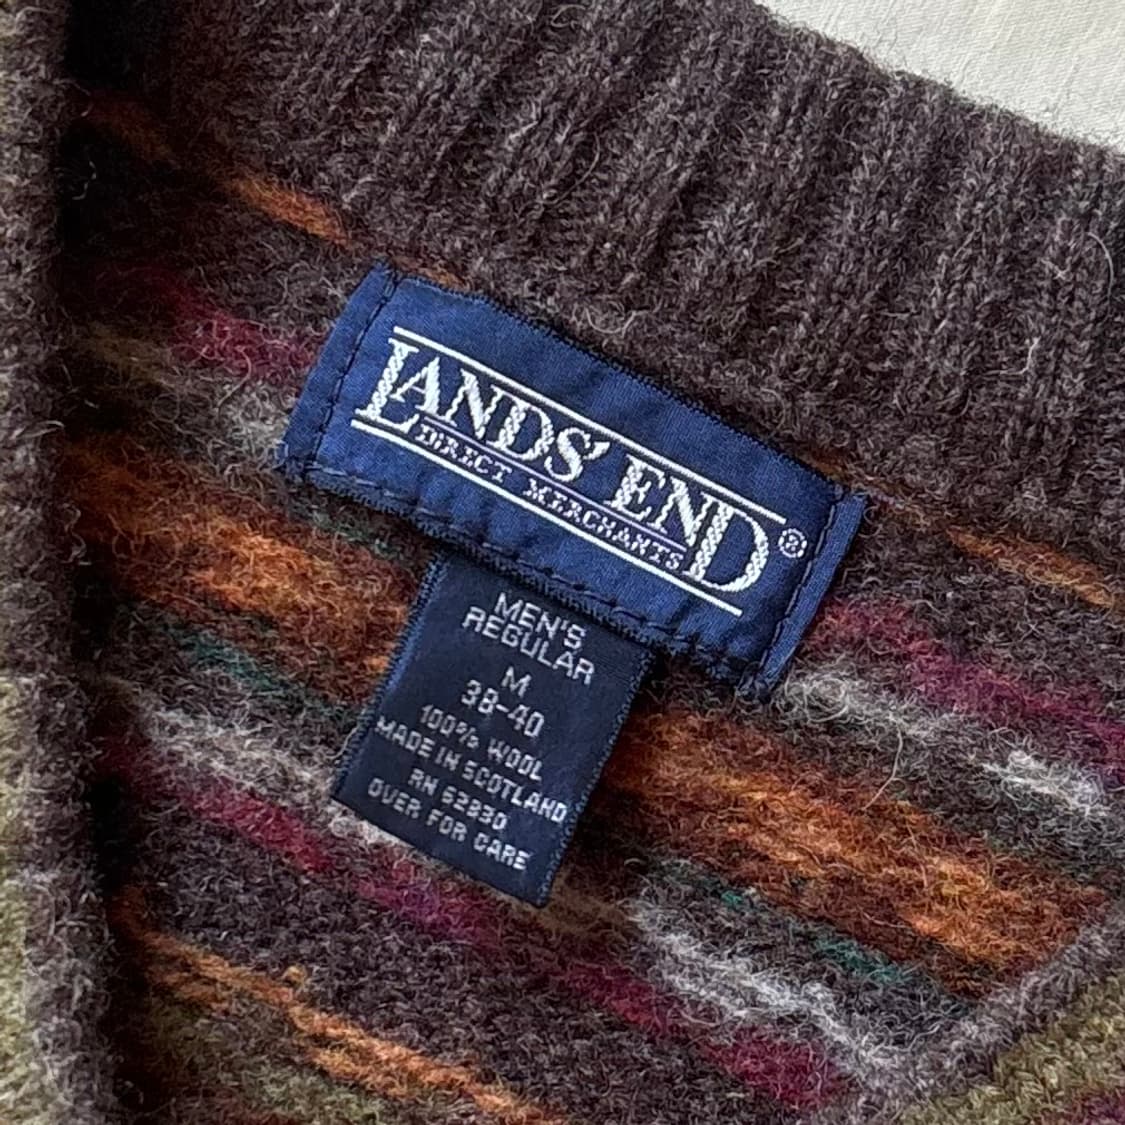 LANDS' END®
DIRECT MERCHANTS
MEN'S
REGULAR
M
38-40
100% WOOL
MADE IN SCOTLAND
RN 62830
OVER FOR CARE